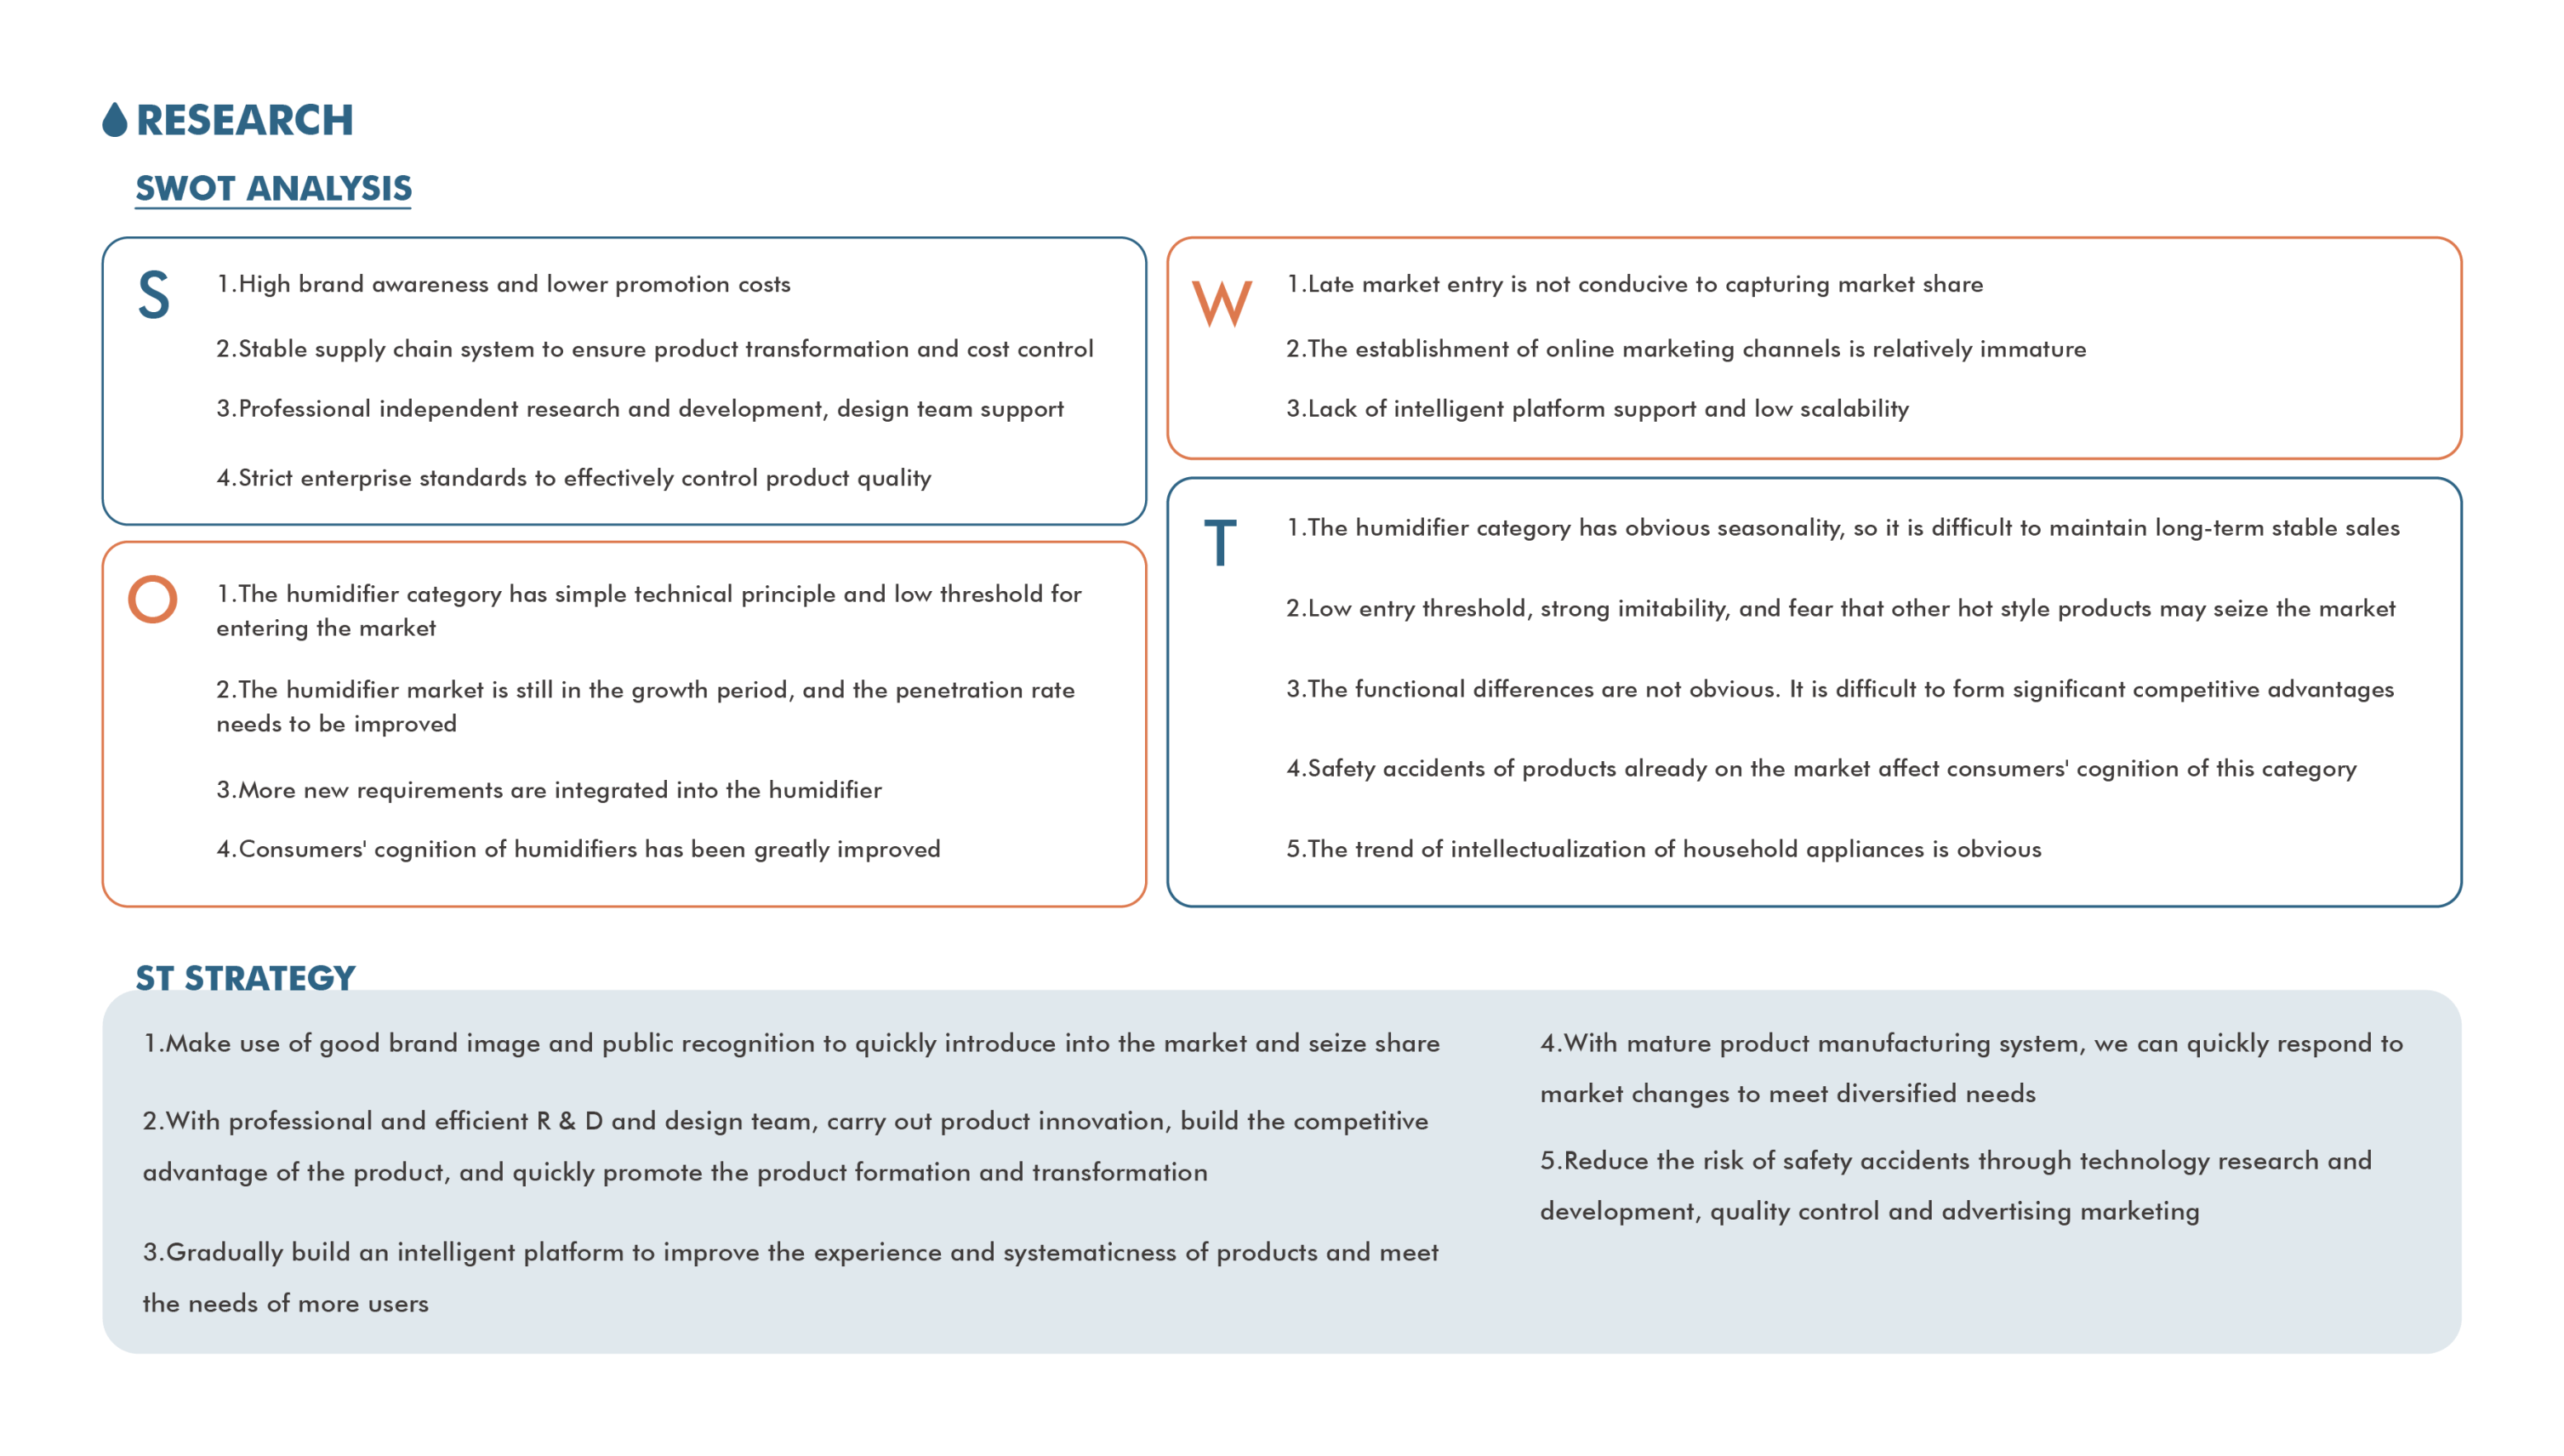 RESEARCH
SWOT ANALYSIS
S
1.High brand awareness and lower promotion costs
2.Stable supply chain system to ensure product transformation and cost control
3.Professional independent research and development, design team support
4.Strict enterprise standards to effectively control product quality
W
1.Late market entry is not conducive to capturing market share
2.The establishment of online marketing channels is relatively immature
3.Lack of intelligent platform support and low scalability
O
1.The humidifier category has simple technical principle and low threshold for
entering the market
2.The humidifier market is still in the growth period, and the penetration rate
needs to be improved
3.More new requirements are integrated into the humidifier
4.Consumers' cognition of humidifiers has been greatly improved
T
1.The humidifier category has obvious seasonality, so it is difficult to maintain long-term stable sales
2.Low entry threshold, strong imitability, and fear that other hot style products may seize the market
3.The functional differences are not obvious. It is difficult to form significant competitive advantages
4.Safety accidents of products already on the market affect consumers' cognition of this category
5.The trend of intellectualization of household appliances is obvious
ST STRATEGY
1.Make use of good brand image and public recognition to quickly introduce into the market and seize share
2.With professional and efficient R & D and design team, carry out product innovation, build the competitive
advantage of the product, and quickly promote the product formation and transformation
3.Gradually build an intelligent platform to improve the experience and systematicness of products and meet
the needs of more users
4.With mature product manufacturing system, we can quickly respond to
market changes to meet diversified needs
5.Reduce the risk of safety accidents through technology research and
development, quality control and advertising marketing